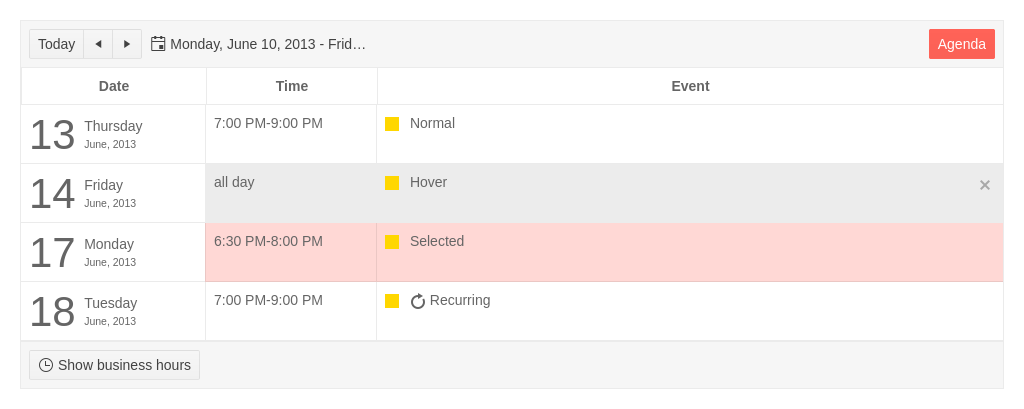 Today Monday, June 10, 2013 - Frid… Agenda
Date Time Event
13 Thursday June, 2013 7:00 PM-9:00 PM Normal
14 Friday June, 2013 all day Hover
17 Monday June, 2013 6:30 PM-8:00 PM Selected
18 Tuesday June, 2013 7:00 PM-9:00 PM Recurring
Show business hours